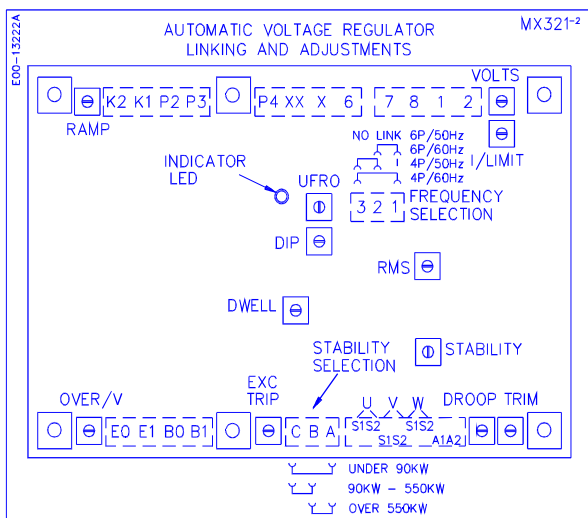 E00-13222A
AUTOMATIC VOLTAGE REGULATOR
LINKING AND ADJUSTMENTS
MX321-2
VOLTS
K2 K1 P2 P3
P4 XX X 6
7 8 1 2
RAMP
NO LINK 6P/50Hz
6P/60Hz
4P/50Hz
4P/60Hz
I/LIMIT
INDICATOR
LED
UFRO
3 2 1
FREQUENCY
SELECTION
DIP
RMS
DWELL
STABILITY
SELECTION
STABILITY
OVER/V
EXC
TRIP
U V W
DROOP TRIM
E0 E1 B0 B1
C B A
S1S2 S1S2
S1S2 A1A2
UNDER 90KW
90KW - 550KW
OVER 550KW